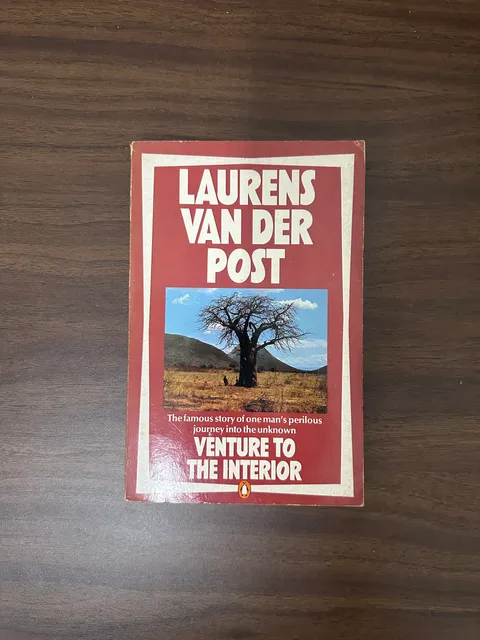 LAURENS
VAN DER
POST
The famous story of one man's perilous
journey into the unknown
VENTURE TO
THE INTERIOR